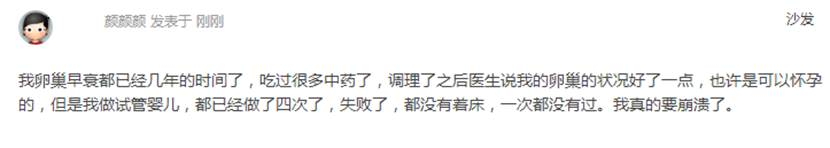 颜颜颜 发表于 刚刚
沙发
我卵巢早衰都已经几年的时间了，吃过很多中药了，调理了之后医生说我的卵巢的状况好了一点，也许是可以怀孕
的，但是我做试管婴儿，都已经做了四次了，失败了，都没有着床，一次都没有过。我真的要崩溃了。